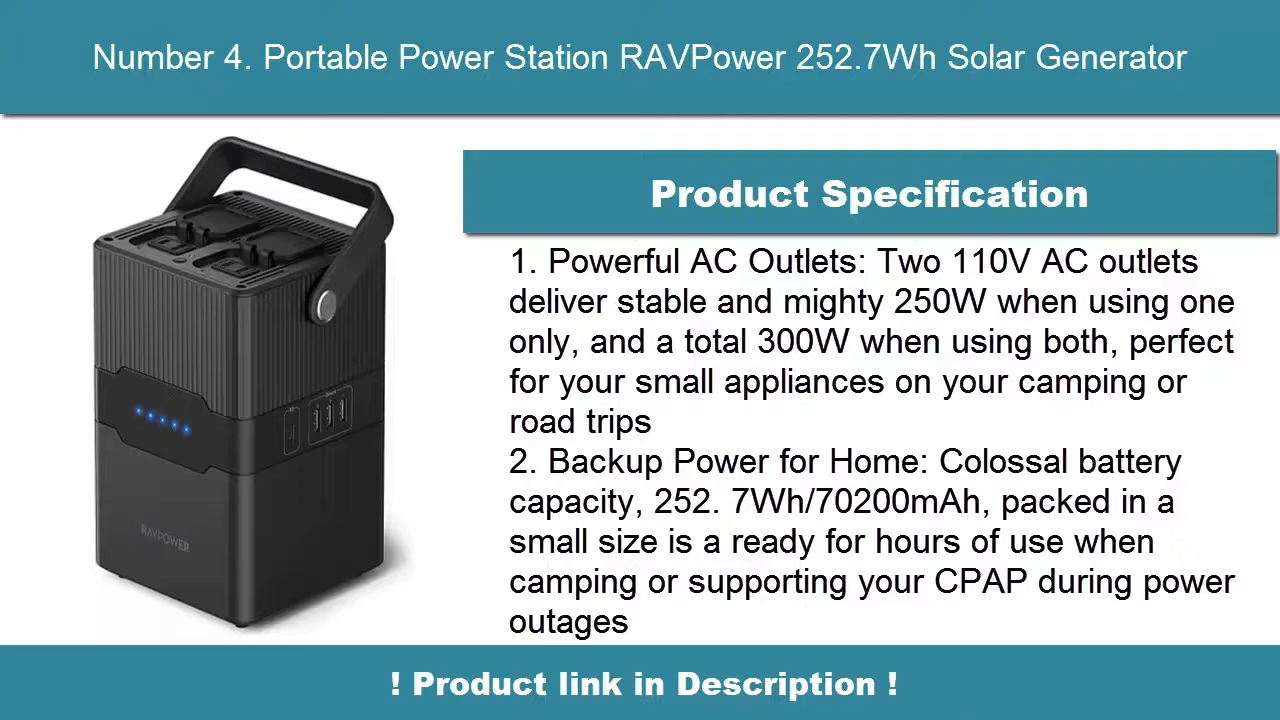 Number 4. Portable Power Station RAVPower 252.7Wh Solar Generator
Product Specification
1. Powerful AC Outlets: Two 110V AC outlets
deliver stable and mighty 250W when using one
only, and a total 300W when using both, perfect
for your small appliances on your camping or
road trips
2. Backup Power for Home: Colossal battery
capacity, 252. 7Wh/70200mAh, packed in a
small size is a ready for hours of use when
camping or supporting your CPAP during power
outages
RAVPOWER
! Product link in Description !